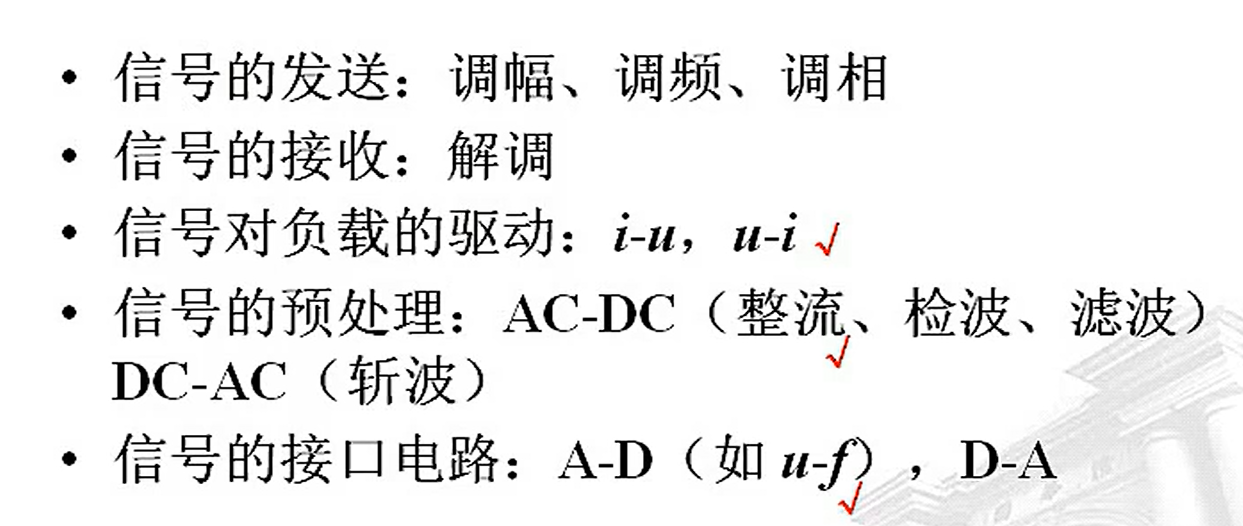 • 信号的发送：调幅、调频、调相
• 信号的接收：解调
• 信号对负载的驱动：i-u，u-i √
• 信号的预处理：AC-DC（整流、检波、滤波）
√
DC-AC（斩波）
• 信号的接口电路：A-D（如 u-f），D-A
√